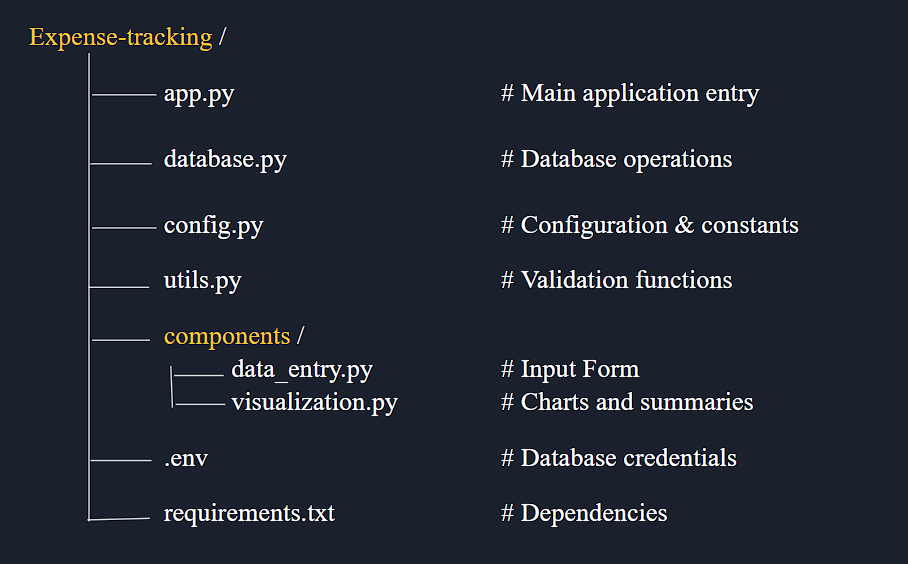 Expense-tracking /
app.py # Main application entry
database.py # Database operations
config.py # Configuration & constants
utils.py # Validation functions
components /
data_entry.py # Input Form
visualization.py # Charts and summaries
.env # Database credentials
requirements.txt # Dependencies